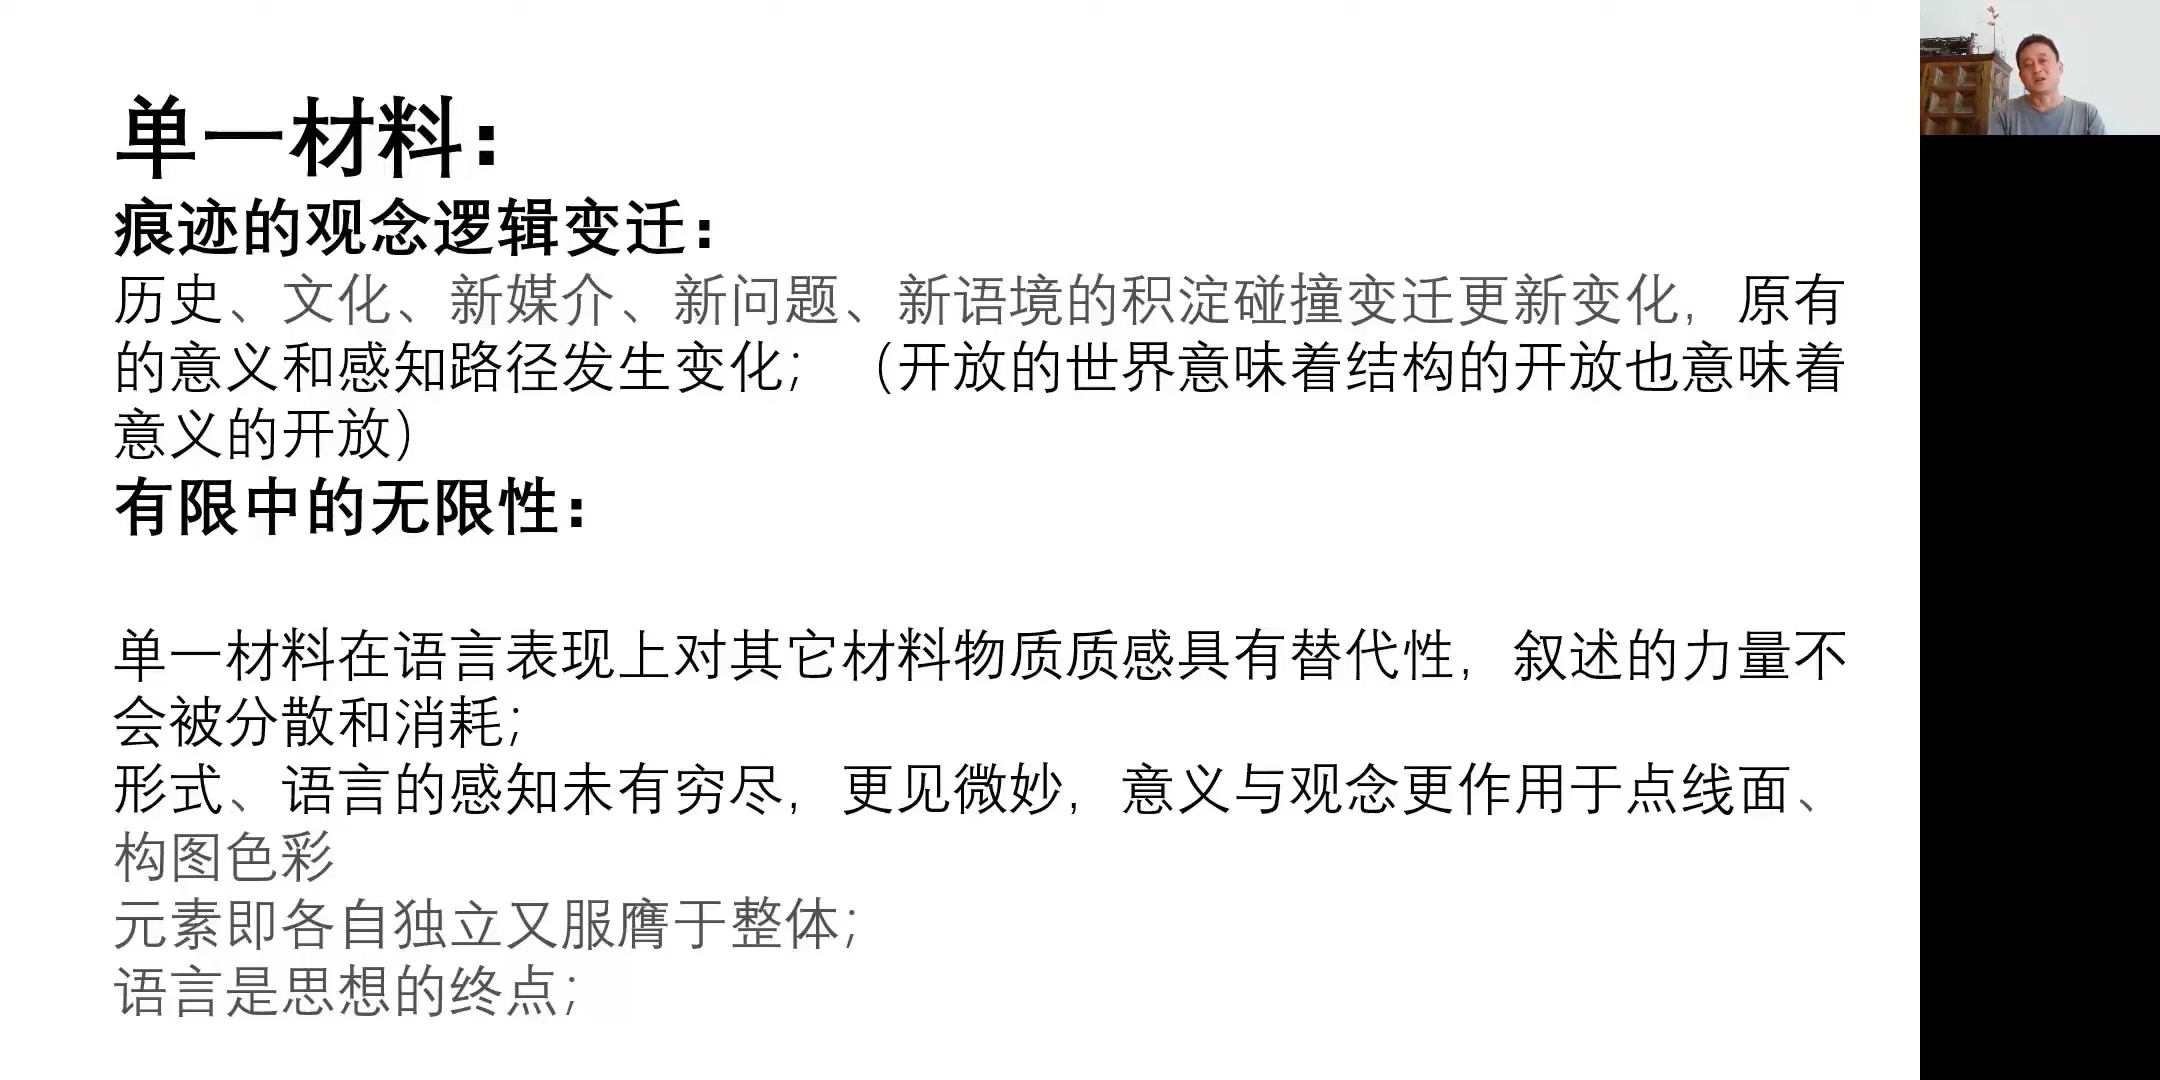 单一材料：
痕迹的观念逻辑变迁：
历史、文化、新媒介、新问题、新语境的积淀碰撞变迁更新变化，原有
的意义和感知路径发生变化；（开放的世界意味着结构的开放也意味着
意义的开放）
有限中的无限性：
单一材料在语言表现上对其它材料物质质感具有替代性，叙述的力量不
会被分散和消耗；
形式、语言的感知未有穷尽，更见微妙，意义与观念更作用于点线面、
构图色彩
元素即各自独立又服膺于整体；
语言是思想的终点；